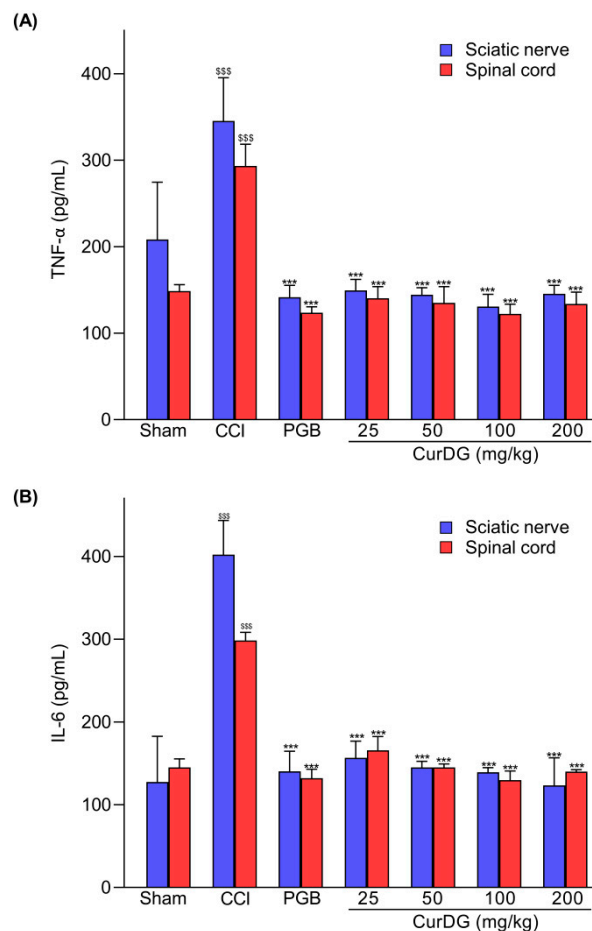 (A)
TNF-α (pg/mL)
400
300
200
100
0
Sciatic nerve
Spinal cord
$$$
$$$
*** *** *** *** *** *** *** *** *** ***
Sham CCI PGB 25 50 100 200
CurDG (mg/kg)
(B)
IL-6 (pg/mL)
400
300
200
100
0
Sciatic nerve
Spinal cord
$$$
$$$
*** *** *** *** *** *** *** *** *** ***
Sham CCI PGB 25 50 100 200
CurDG (mg/kg)